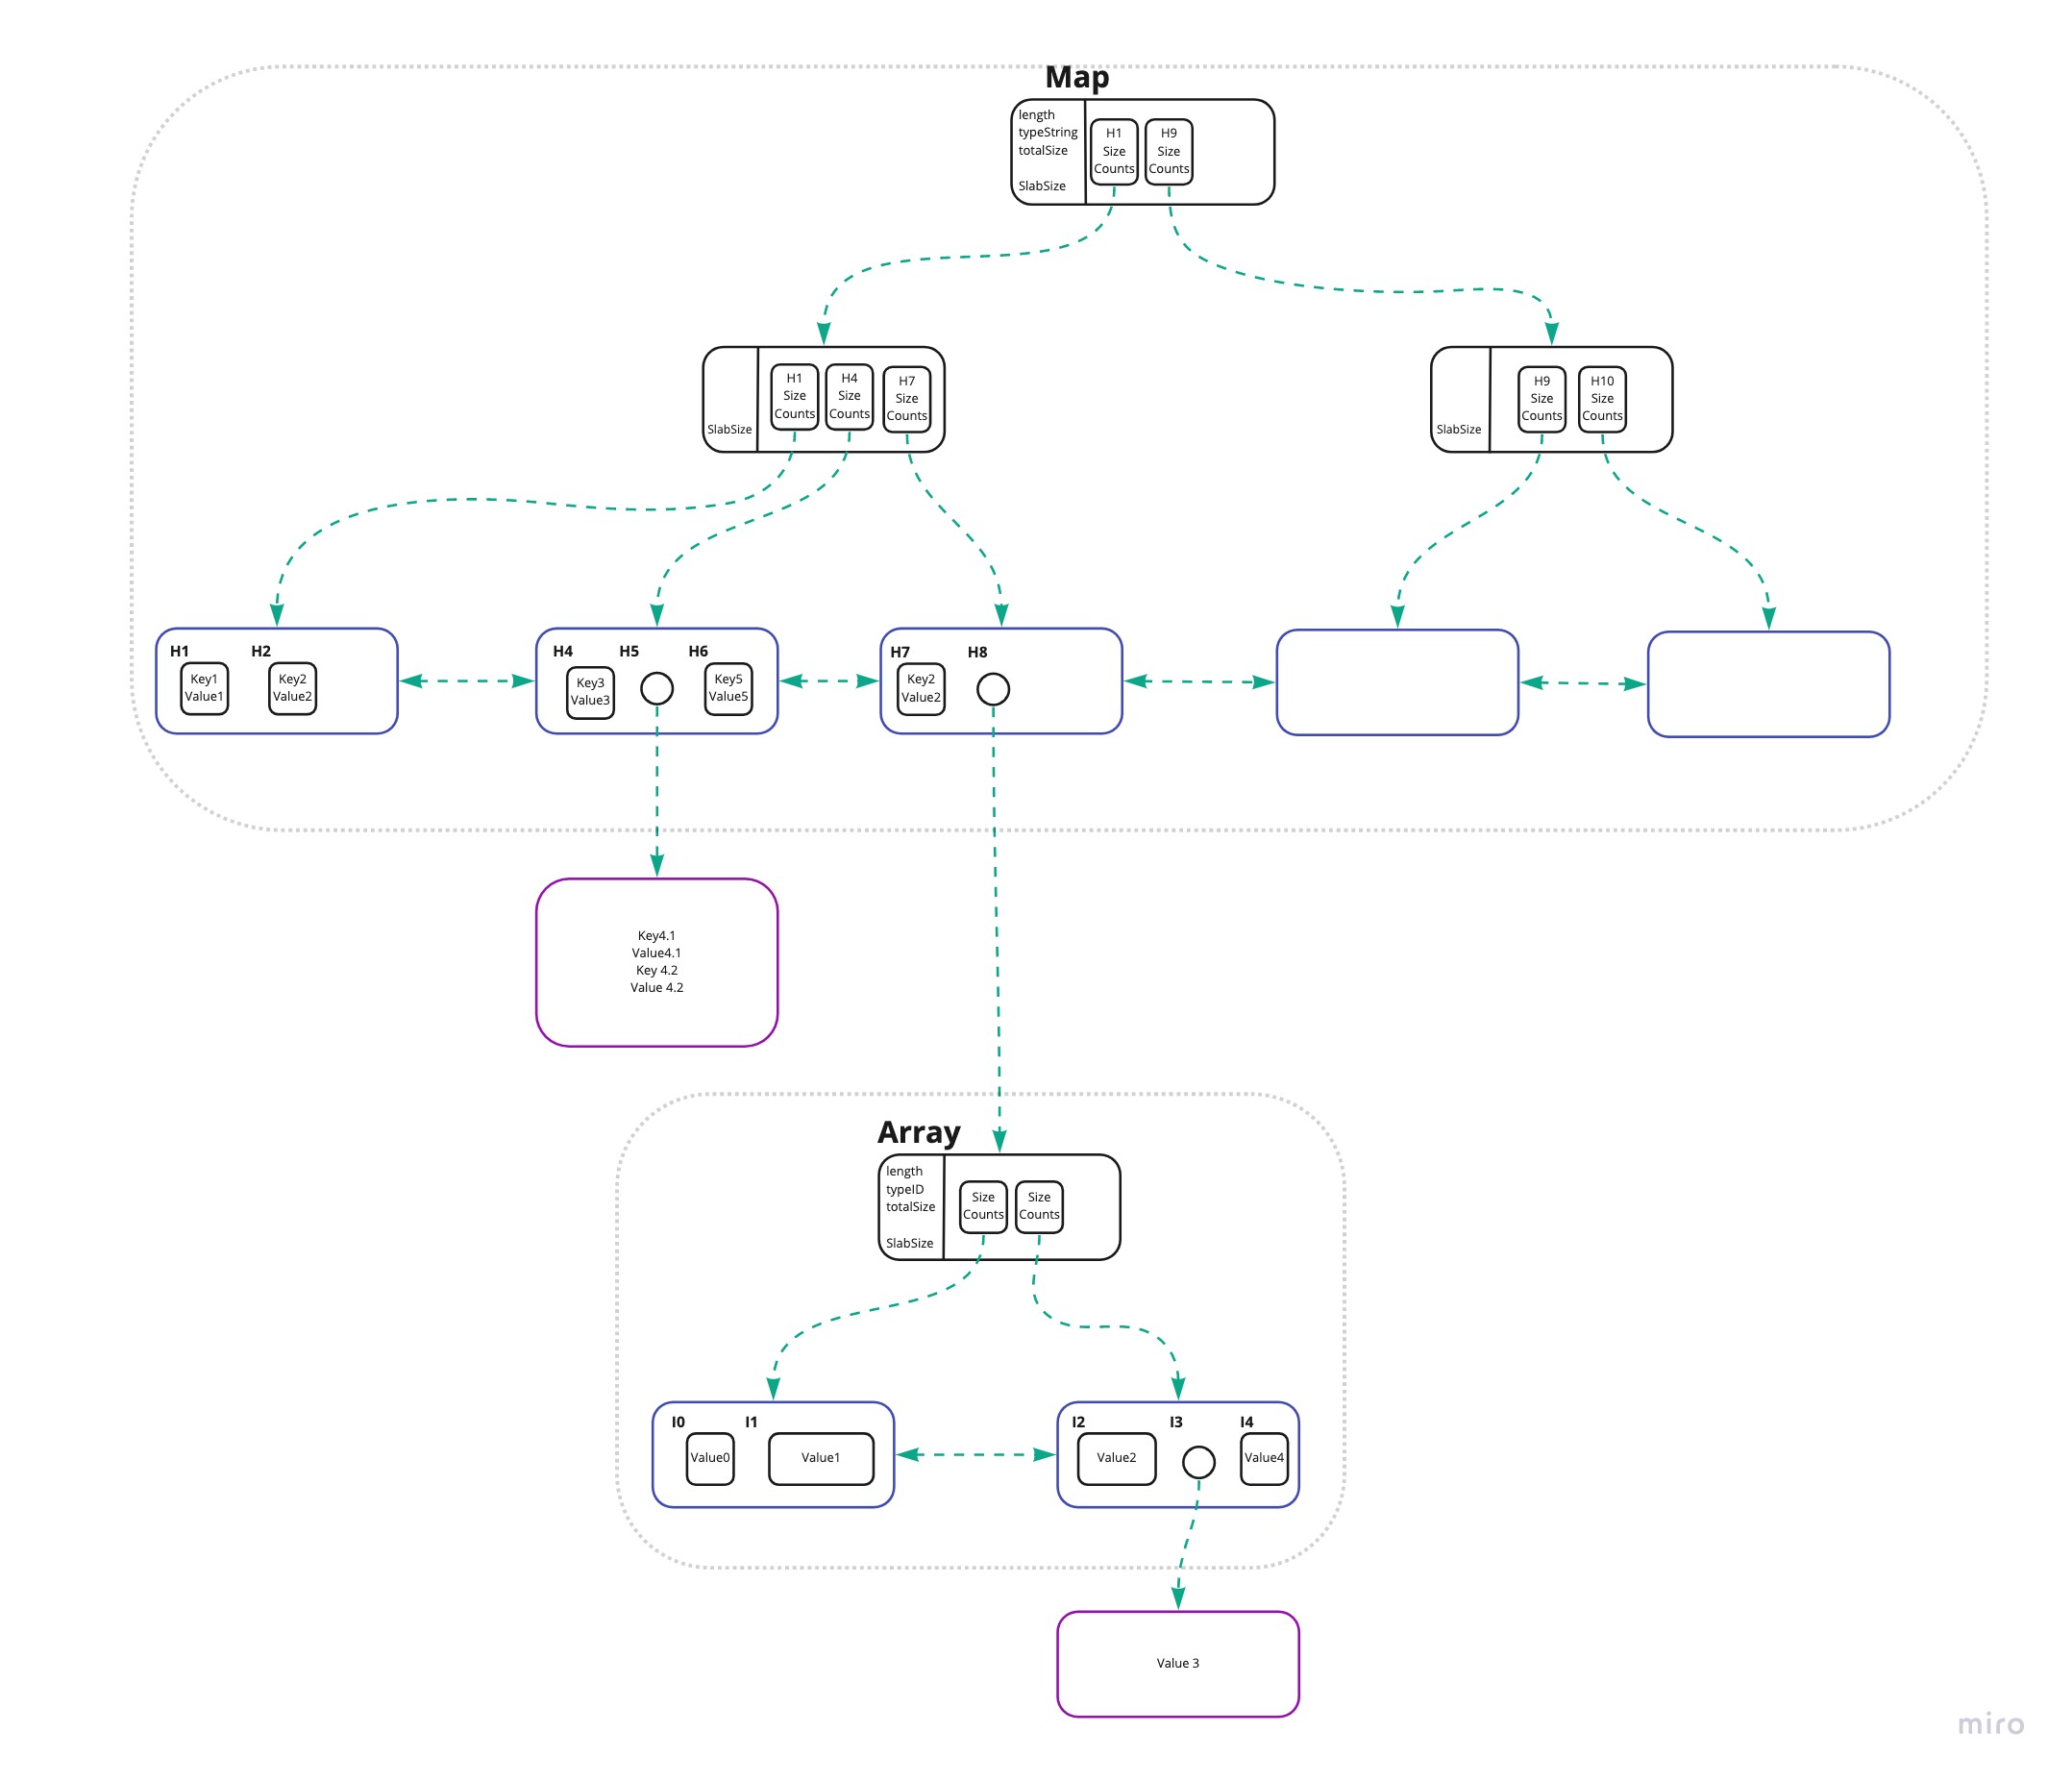 Map
length
typeString
totalSize
SlabSize
H1
Size
Counts
H9
Size
Counts
SlabSize
H1
Size
Counts
H4
Size
Counts
H7
Size
Counts
SlabSize
H9
Size
Counts
H10
Size
Counts
H1
Key1
Value1
H2
Key2
Value2
H4
Key3
Value3
H5
H6
Key5
Value5
H7
Key2
Value2
H8
Key4.1
Value4.1
Key 4.2
Value 4.2
Array
length
typeID
totalSize
SlabSize
Size
Counts
Size
Counts
I0
Value0
I1
Value1
I2
Value2
I3
I4
Value4
Value 3
miro